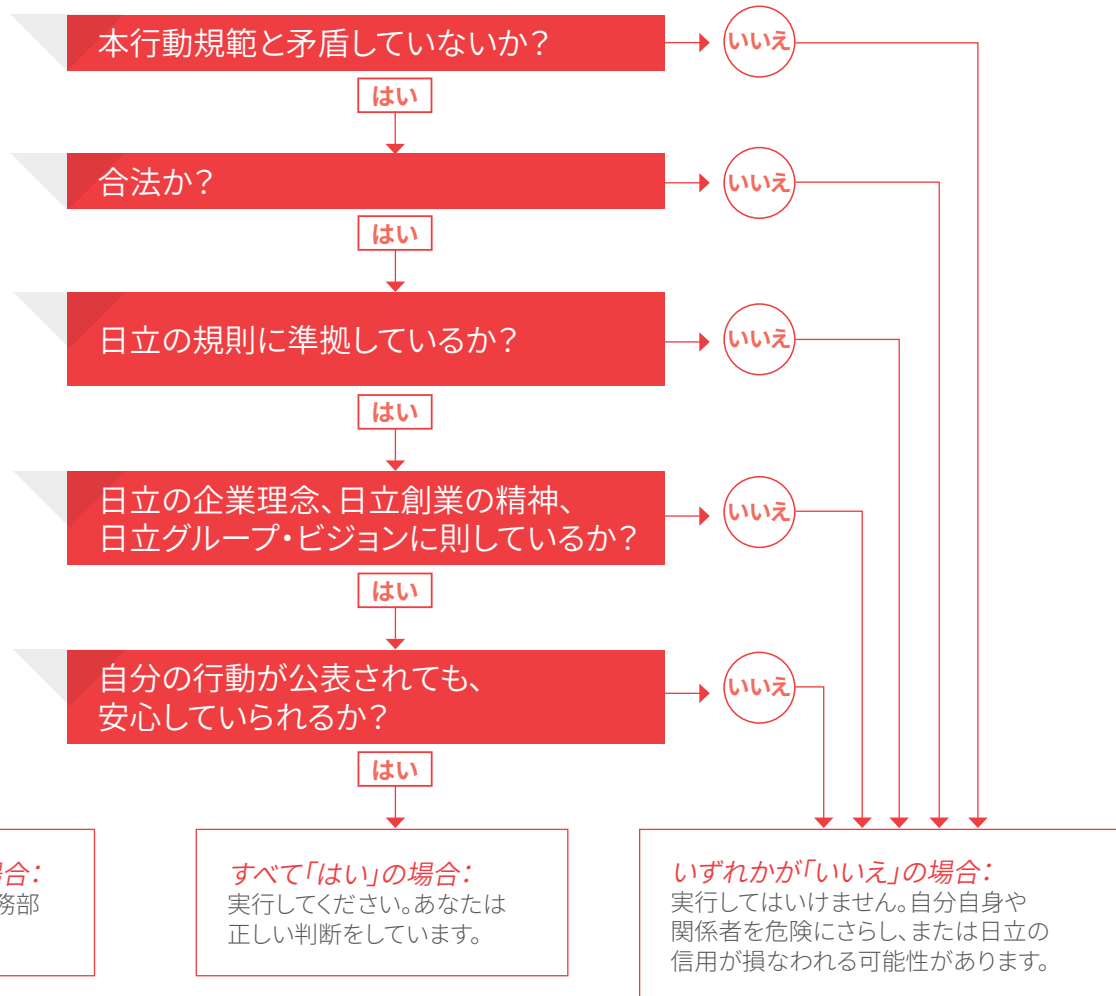 本行動規範と矛盾していないか?
いいえ
はい
合法か?
いいえ
はい
日立の規則に準拠しているか?
いいえ
はい
日立の企業理念、日立創業の精神、
日立グループ・ビジョンに則しているか?
いいえ
はい
自分の行動が公表されても、
安心していられるか?
いいえ
はい
合:
務部
すべて「はい」の場合:
実行してください。あなたは
正しい判断をしています。
いずれかが「いいえ」の場合:
実行してはいけません。自分自身や
関係者を危険にさらし、または日立の
信用が損なわれる可能性があります。